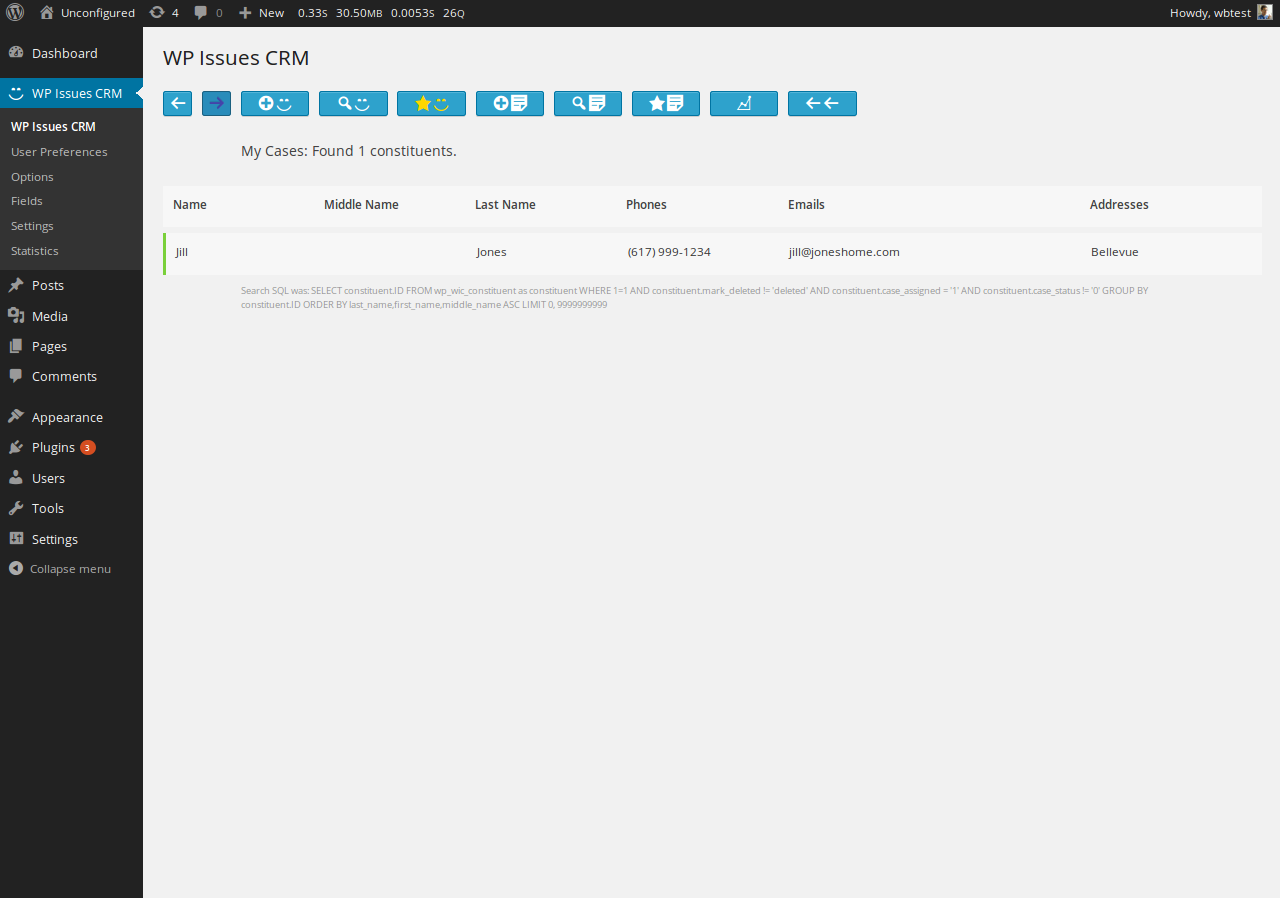 Unconfigured 4 0 New 0.33S 30.50MB 0.0053S 26Q Howdy, wbtest
Dashboard
WP Issues CRM
WP Issues CRM
User Preferences
Options
Fields
Settings
Statistics
Posts
Media
Pages
Comments
Appearance
Plugins 3
Users
Tools
Settings
Collapse menu
WP Issues CRM
My Cases: Found 1 constituents.
Name Middle Name Last Name Phones Emails Addresses
Jill Jones (617) 999-1234 jill@joneshome.com Bellevue
Search SQL was: SELECT constituent.ID FROM wp_wic_constituent as constituent WHERE 1=1 AND constituent.mark_deleted != 'deleted' AND constituent.case_assigned = '1' AND constituent.case_status != '0' GROUP BY
constituent.ID ORDER BY last_name,first_name,middle_name ASC LIMIT 0, 9999999999